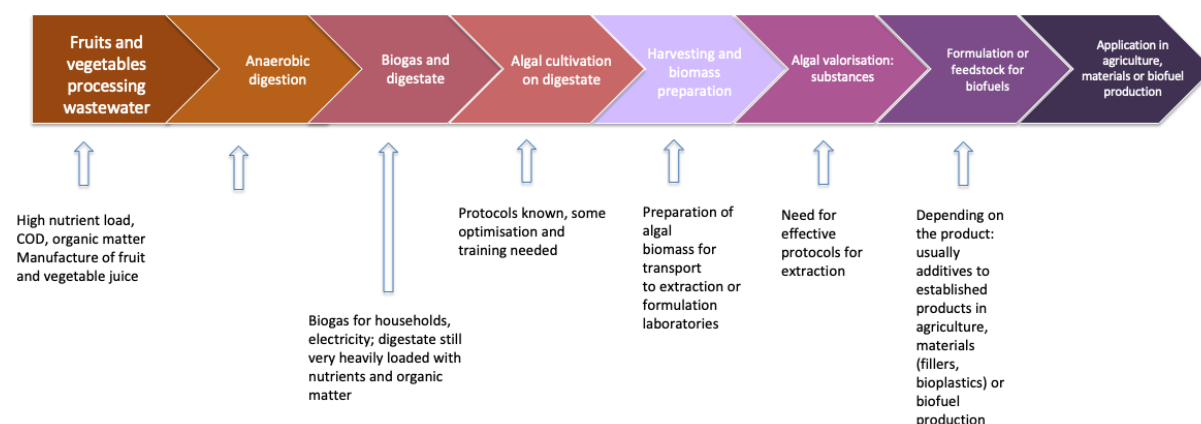 Fruits and
vegetables
processing
wastewater
Anaerobic
digestion
Biogas and
digestate
Algal cultivation
on digestate
Harvesting and
biomass
preparation
Algal valorisation:
substances
Formulation or
feedstock for
biofuels
Application in
agriculture,
materials or biofuel
production
High nutrient load,
COD, organic matter
Manufacture of fruit
and vegetable juice
Biogas for households,
electricity; digestate still
very heavily loaded with
nutrients and organic
matter
Protocols known, some
optimisation and
training needed
Preparation of
algal
biomass for
transport
to extraction or
formulation
laboratories
Need for
effective
protocols for
extraction
Depending on
the product:
usually
additives to
established
products in
agriculture,
materials
(fillers,
bioplastics) or
biofuel
production